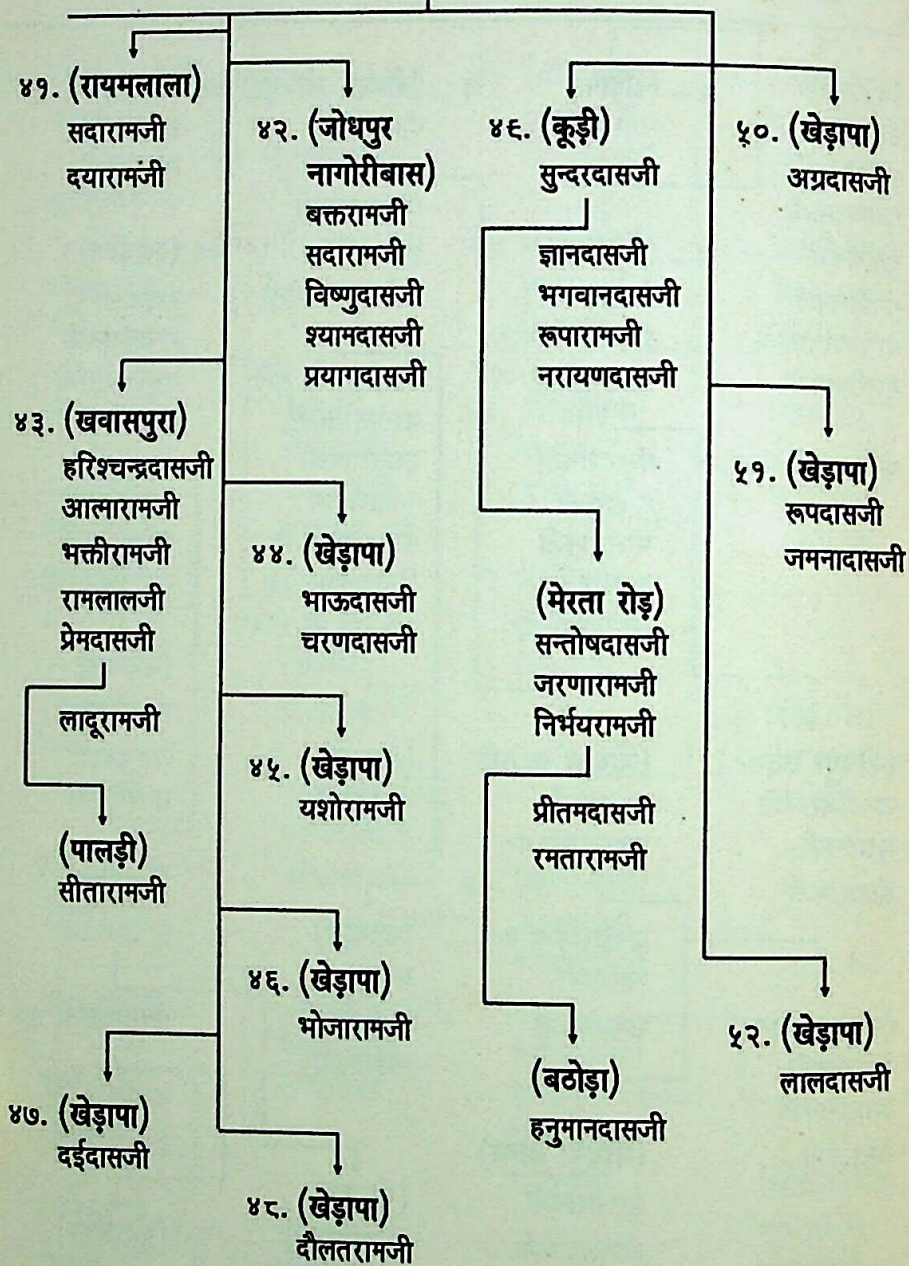 ४१. (रायमलाला)
सदारामजी
दयारामजी
४२. (जोधपुर
नागोरीबास)
बक्तरामजी
सदारामजी
विष्णुदासजी
श्यामदासजी
प्रयागदासजी
४३. (खवासपुरा)
हरिश्चन्द्रदासजी
आत्मारामजी
भक्तीरामजी
रामलालजी
प्रेमदासजी
लादूरामजी
(पालड़ी)
सीतारामजी
४४. (खेड़ापा)
भाऊदासजी
चरणदासजी
४५. (खेड़ापा)
यशोरामजी
४६. (खेड़ापा)
भोजारामजी
४७. (खेड़ापा)
दईदासजी
४८. (खेड़ापा)
दौलतरामजी
४९. (कूड़ी)
सुन्दरदासजी
ज्ञानदासजी
भगवानदासजी
रूपारामजी
नरायणदासजी
(मेरता रोड़)
सन्तोषदासजी
जरणारामजी
निर्भयरामजी
प्रीतमदासजी
रमतारामजी
(बठोड़ा)
हनुमानदासजी
५०. (खेड़ापा)
अग्रदासजी
५१. (खेड़ापा)
रूपदासजी
जमनादासजी
५२. (खेड़ापा)
लालदासजी